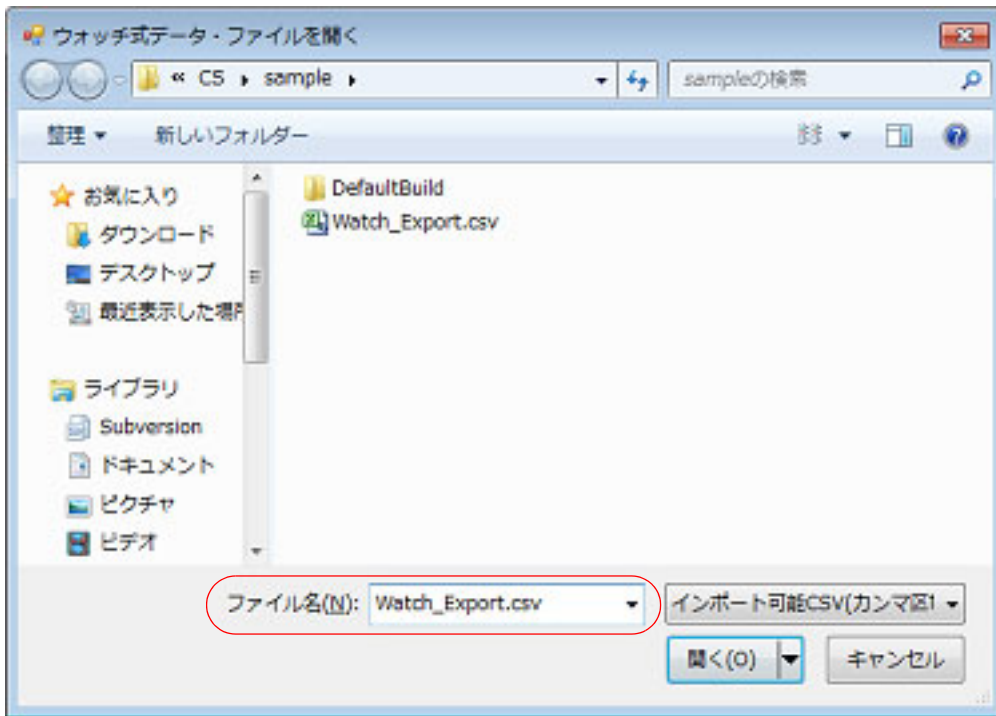 ウォッチ式データ・ファイルを開く
« CS ▸ sample ▸
sampleの検索
整理 ▼ 新しいフォルダー
お気に入り
ダウンロード
デスクトップ
最近表示した場所
ライブラリ
Subversion
ドキュメント
ピクチャ
ビデオ
DefaultBuild
Watch_Export.csv
ファイル名(N): Watch_Export.csv
インポート可能CSV(カンマ区
開く(O)
キャンセル